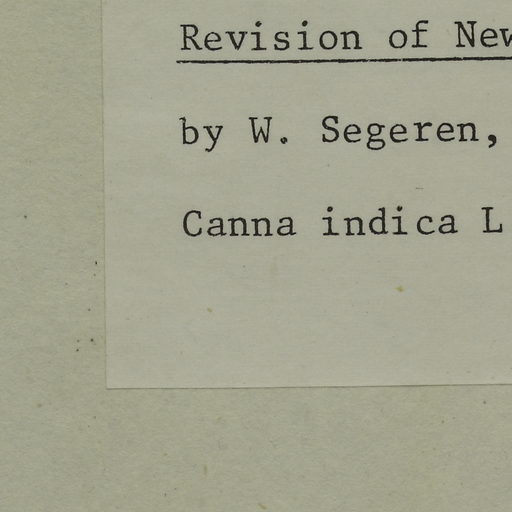 Revision of New
by W. Segeren,
Canna indica L